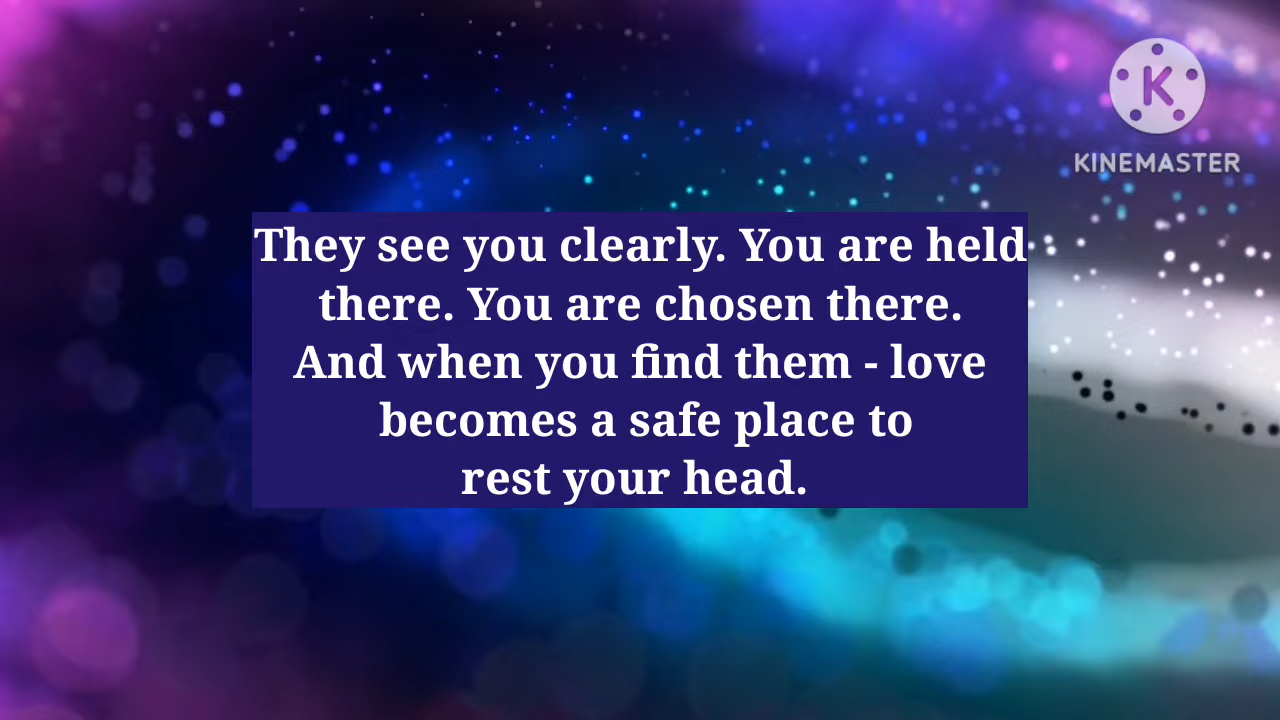 K
KINEMASTER
They see you clearly. You are held
there. You are chosen there.
And when you find them - love
becomes a safe place to
rest your head.